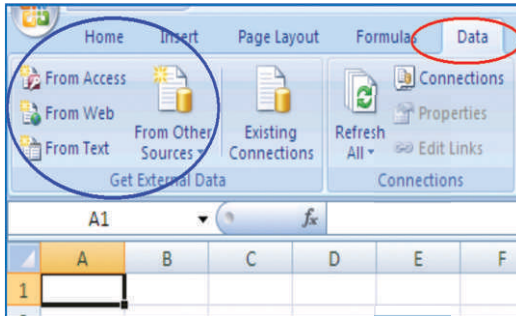 Home Insert Page Layout Formulas Data
From Access
From Web
From Text
From Other Sources
Existing Connections
Get External Data
Refresh All
Connections
Properties
Edit Links
Connections
A1 fx
A B C D E F
1